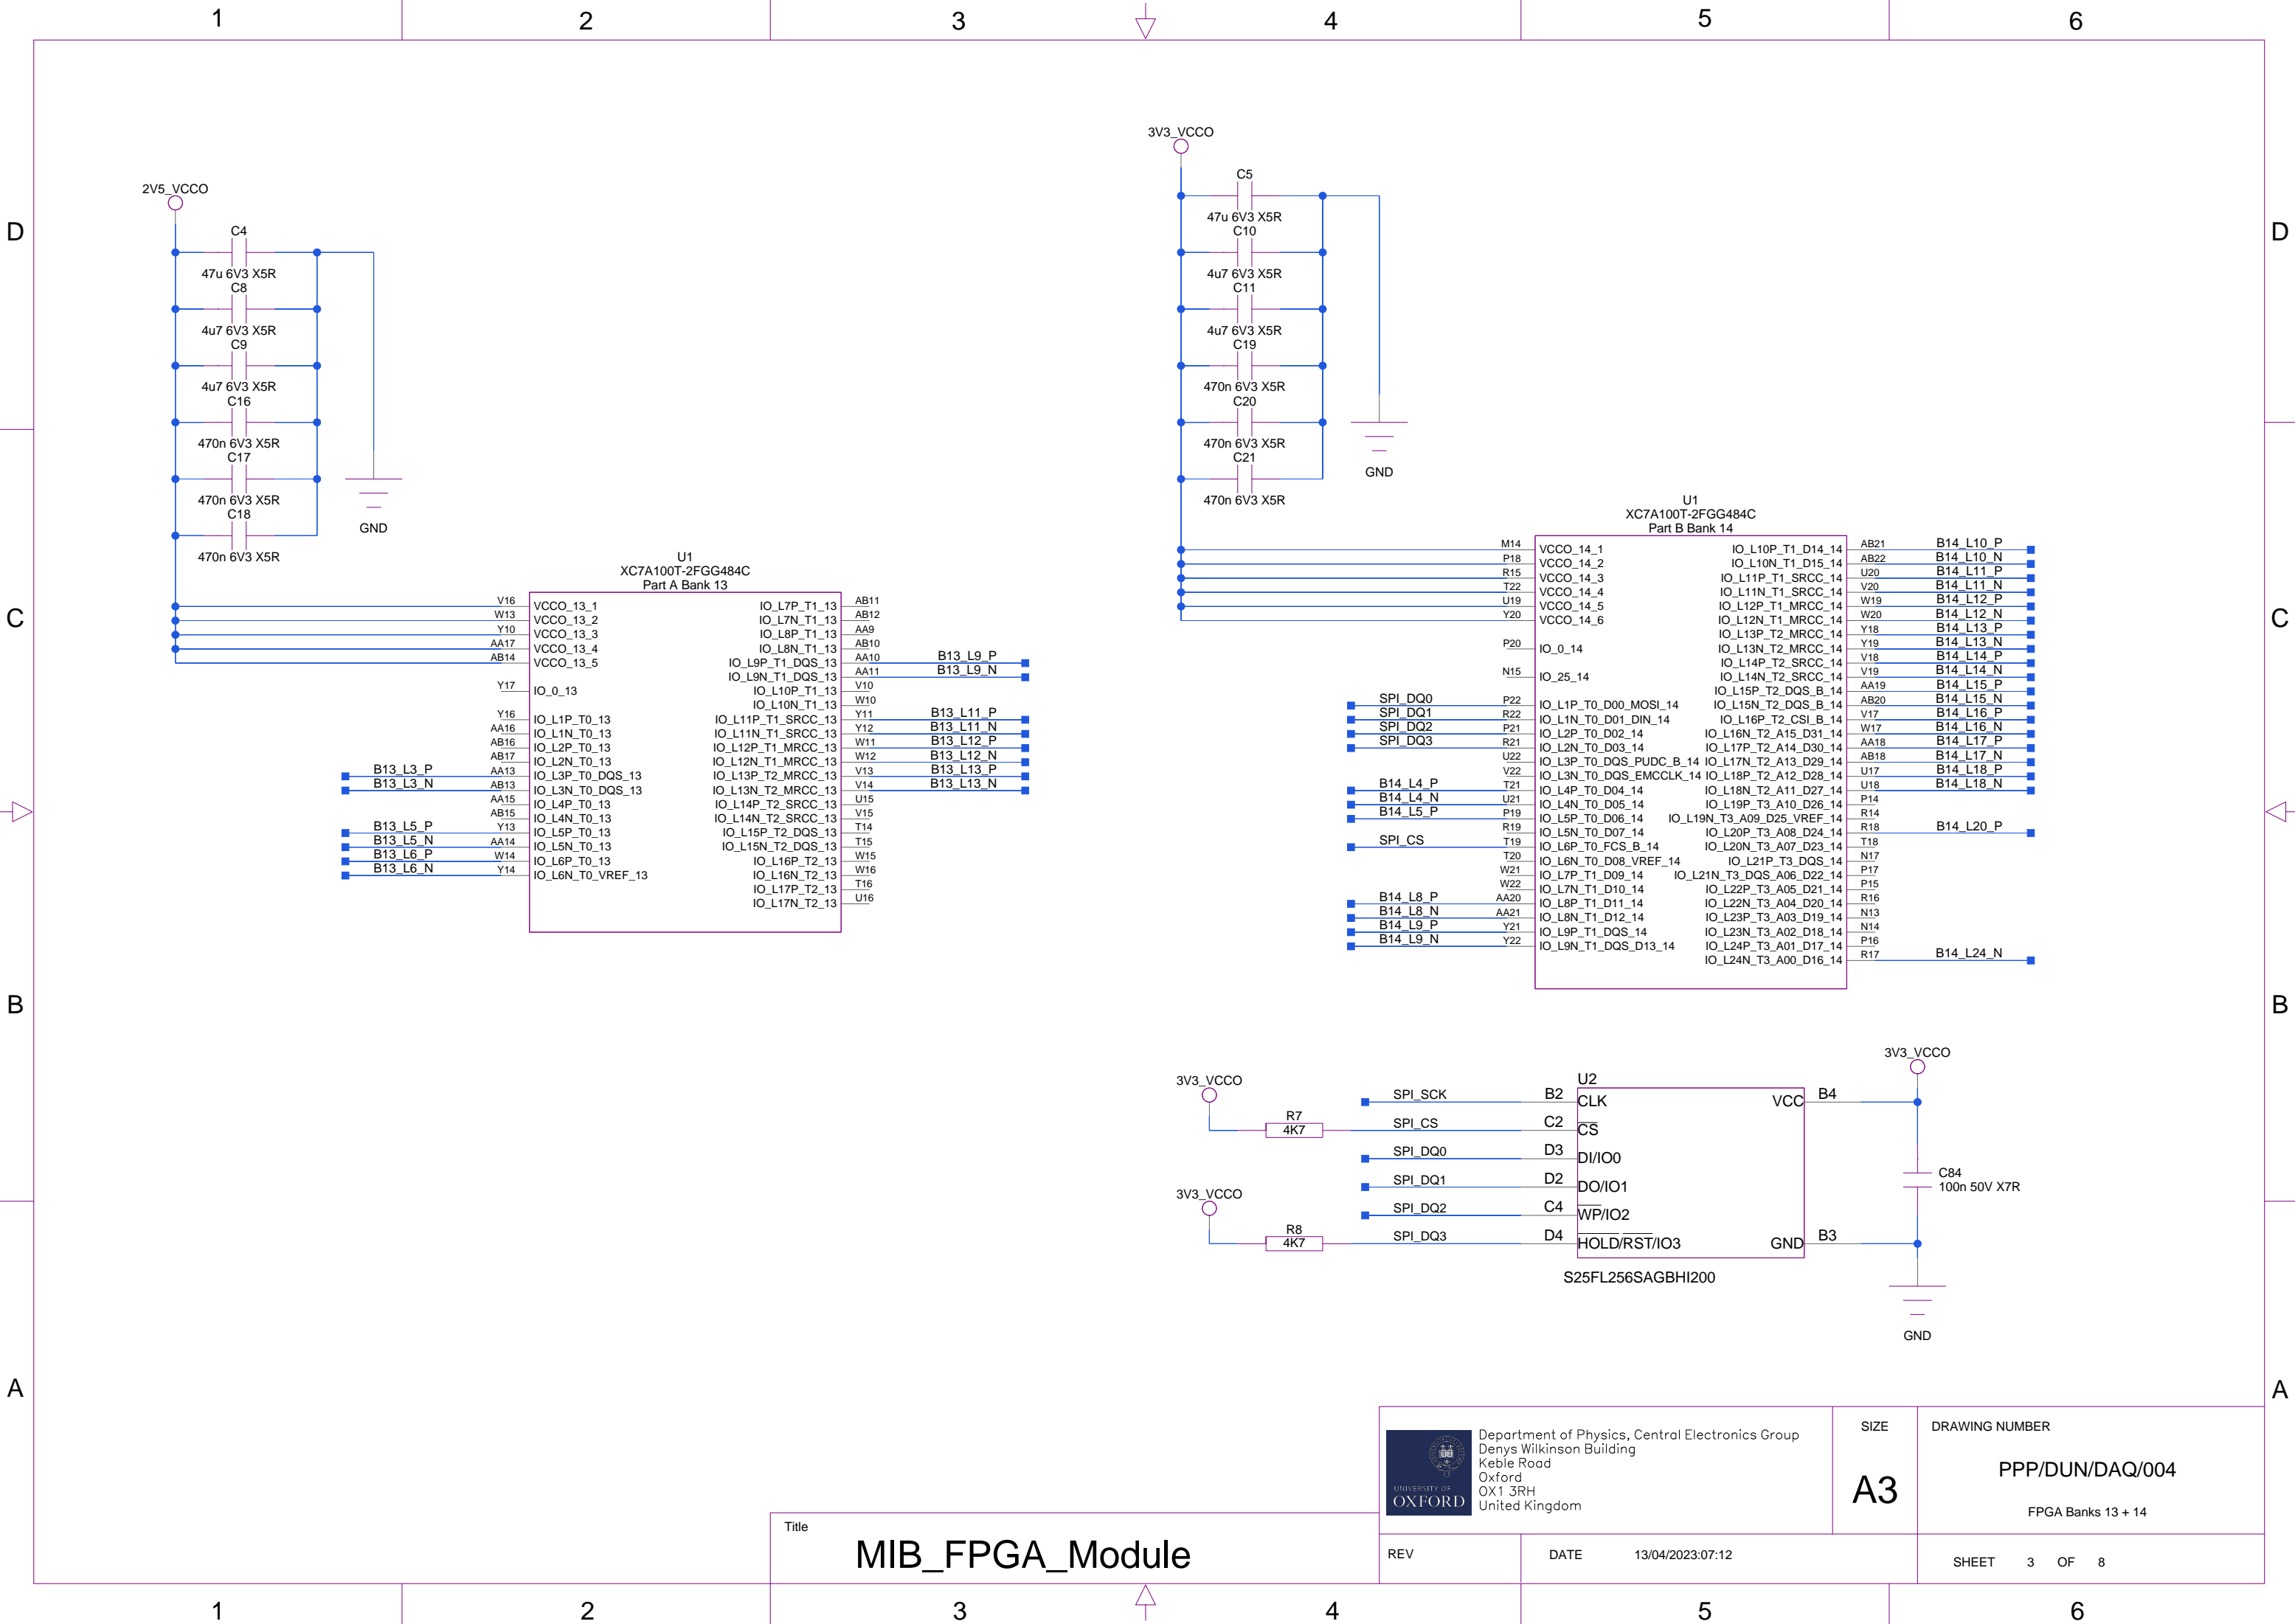 1 2 3 4 5 6
D D
C C
B B
A A
2V5_VCCO
C4
47u 6V3 X5R
C8
4u7 6V3 X5R
C9
4u7 6V3 X5R
C16
470n 6V3 X5R
C17
470n 6V3 X5R
C18
470n 6V3 X5R
GND
U1
XC7A100T-2FGG484C
Part A Bank 13
V16 VCCO_13_1
W13 VCCO_13_2
Y10 VCCO_13_3
AA17 VCCO_13_4
AB14 VCCO_13_5
Y17 IO_0_13
Y16 IO_L1P_T0_13
AA16 IO_L1N_T0_13
AB16 IO_L2P_T0_13
AB17 IO_L2N_T0_13
B13_L3_P AA13 IO_L3P_T0_DQS_13
B13_L3_N AB13 IO_L3N_T0_DQS_13
AA15 IO_L4P_T0_13
AB15 IO_L4N_T0_13
B13_L5_P Y13 IO_L5P_T0_13
B13_L5_N AA14 IO_L5N_T0_13
B13_L6_P W14 IO_L6P_T0_13
B13_L6_N Y14 IO_L6N_T0_VREF_13
IO_L7P_T1_13 AB11
IO_L7N_T1_13 AB12
IO_L8P_T1_13 AA9
IO_L8N_T1_13 AB10
IO_L9P_T1_DQS_13 AA10 B13_L9_P
IO_L9N_T1_DQS_13 AA11 B13_L9_N
IO_L10P_T1_13 V10
IO_L10N_T1_13 W10
IO_L11P_T1_SRCC_13 Y11 B13_L11_P
IO_L11N_T1_SRCC_13 Y12 B13_L11_N
IO_L12P_T1_MRCC_13 W11 B13_L12_P
IO_L12N_T1_MRCC_13 W12 B13_L12_N
IO_L13P_T2_MRCC_13 V13 B13_L13_P
IO_L13N_T2_MRCC_13 V14 B13_L13_N
IO_L14P_T2_SRCC_13 U15
IO_L14N_T2_SRCC_13 V15
IO_L15P_T2_DQS_13 T14
IO_L15N_T2_DQS_13 T15
IO_L16P_T2_13 W15
IO_L16N_T2_13 W16
IO_L17P_T2_13 T16
IO_L17N_T2_13 U16
3V3_VCCO
C5
47u 6V3 X5R
C10
4u7 6V3 X5R
C11
4u7 6V3 X5R
C19
470n 6V3 X5R
C20
470n 6V3 X5R
C21
470n 6V3 X5R
GND
U1
XC7A100T-2FGG484C
Part B Bank 14
M14 VCCO_14_1
P18 VCCO_14_2
R15 VCCO_14_3
T22 VCCO_14_4
U19 VCCO_14_5
Y20 VCCO_14_6
P20 IO_0_14
N15 IO_25_14
SPI_DQ0 P22 IO_L1P_T0_D00_MOSI_14
SPI_DQ1 R22 IO_L1N_T0_D01_DIN_14
SPI_DQ2 P21 IO_L2P_T0_D02_14
SPI_DQ3 R21 IO_L2N_T0_D03_14
U22 IO_L3P_T0_DQS_PUDC_B_14
V22 IO_L3N_T0_DQS_EMCCLK_14
B14_L4_P T21 IO_L4P_T0_D04_14
B14_L4_N U21 IO_L4N_T0_D05_14
B14_L5_P P19 IO_L5P_T0_D06_14
R19 IO_L5N_T0_D07_14
SPI_CS T19 IO_L6P_T0_FCS_B_14
T20 IO_L6N_T0_D08_VREF_14
W21 IO_L7P_T1_D09_14
W22 IO_L7N_T1_D10_14
B14_L8_P AA20 IO_L8P_T1_D11_14
B14_L8_N AA21 IO_L8N_T1_D12_14
B14_L9_P Y21 IO_L9P_T1_DQS_14
B14_L9_N Y22 IO_L9N_T1_DQS_D13_14
IO_L10P_T1_D14_14 AB21 B14_L10_P
IO_L10N_T1_D15_14 AB22 B14_L10_N
IO_L11P_T1_SRCC_14 U20 B14_L11_P
IO_L11N_T1_SRCC_14 V20 B14_L11_N
IO_L12P_T1_MRCC_14 W19 B14_L12_P
IO_L12N_T1_MRCC_14 W20 B14_L12_N
IO_L13P_T2_MRCC_14 Y18 B14_L13_P
IO_L13N_T2_MRCC_14 Y19 B14_L13_N
IO_L14P_T2_SRCC_14 V18 B14_L14_P
IO_L14N_T2_SRCC_14 V19 B14_L14_N
IO_L15P_T2_DQS_B_14 AA19 B14_L15_P
IO_L15N_T2_DQS_B_14 AB20 B14_L15_N
IO_L16P_T2_CSI_B_14 V17 B14_L16_P
IO_L16N_T2_A15_D31_14 W17 B14_L16_N
IO_L17P_T2_A14_D30_14 AA18 B14_L17_P
IO_L17N_T2_A13_D29_14 AB18 B14_L17_N
IO_L18P_T2_A12_D28_14 U17 B14_L18_P
IO_L18N_T2_A11_D27_14 U18 B14_L18_N
IO_L19P_T3_A10_D26_14 P14
IO_L19N_T3_A09_D25_VREF_14 R14
IO_L20P_T3_A08_D24_14 R18 B14_L20_P
IO_L20N_T3_A07_D23_14 T18
IO_L21P_T3_DQS_14 N17
IO_L21N_T3_DQS_A06_D22_14 P17
IO_L22P_T3_A05_D21_14 P15
IO_L22N_T3_A04_D20_14 R16
IO_L23P_T3_A03_D19_14 N13
IO_L23N_T3_A02_D18_14 N14
IO_L24P_T3_A01_D17_14 P16
IO_L24N_T3_A00_D16_14 R17 B14_L24_N
3V3_VCCO
R7
4K7
3V3_VCCO
R8
4K7
U2
SPI_SCK B2 CLK
SPI_CS C2 CS
SPI_DQ0 D3 DI/IO0
SPI_DQ1 D2 DO/IO1
SPI_DQ2 C4 WP/IO2
SPI_DQ3 D4 HOLD/RST/IO3
VCC B4
GND B3
S25FL256SAGBHI200
3V3_VCCO
C84
100n 50V X7R
GND
UNIVERSITY OF
OXFORD
Department of Physics, Central Electronics Group
Denys Wilkinson Building
Keble Road
Oxford
OX1 3RH
United Kingdom
SIZE
A3
DRAWING NUMBER
PPP/DUN/DAQ/004
FPGA Banks 13 + 14
Title
MIB_FPGA_Module
REV
DATE 13/04/2023:07:12
SHEET 3 OF 8
1 2 3 4 5 6